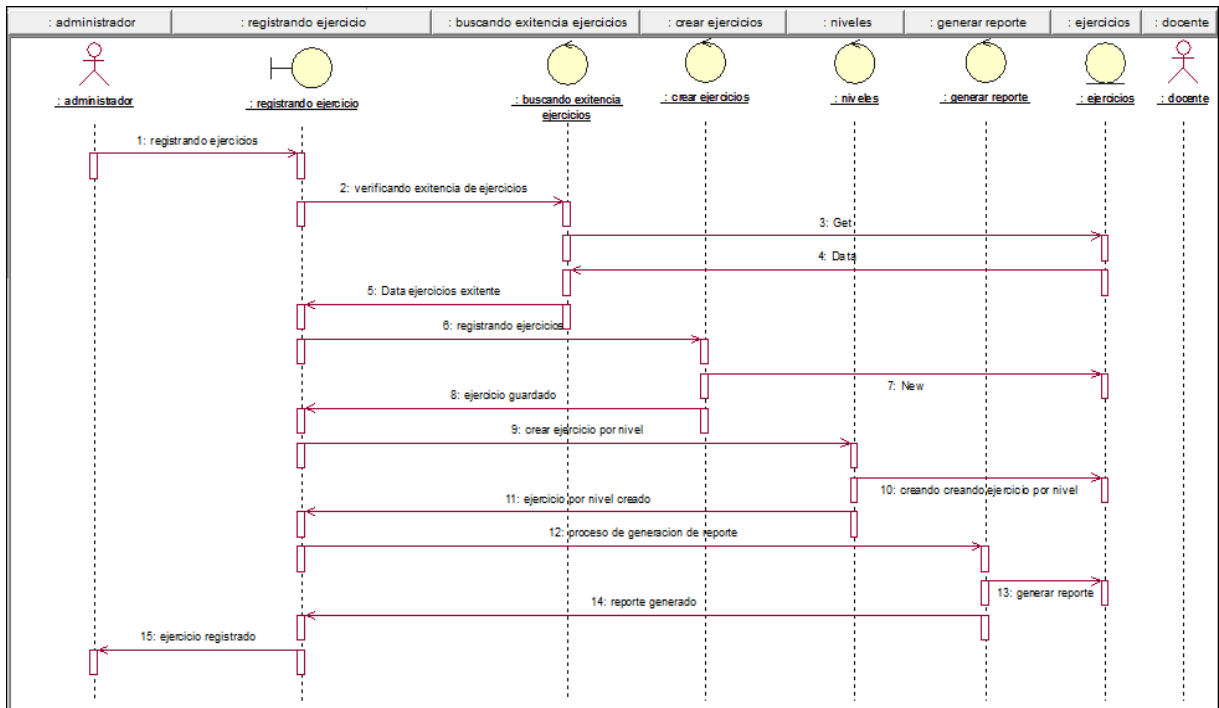 : administrador
: registrando ejercicio
: buscando exitencia ejercicios
: crear ejercicios
: niveles
: generar reporte
: ejercicios
: docente
: administrador
: registrando ejercicio
: buscando exitencia
ejercicios
: crear ejercicios
: niveles
: generar reporte
: ejercicios
: docente
1: registrando ejercicios
2: verificando exitencia de ejercicios
3: Get
4: Data
5: Data ejercicios exitente
6: registrando ejercicios
7: New
8: ejercicio guardado
9: crear ejercicio por nivel
10: creando creando ejercicio por nivel
11: ejercicio por nivel creado
12: proceso de generacion de reporte
13: generar reporte
14: reporte generado
15: ejercicio registrado